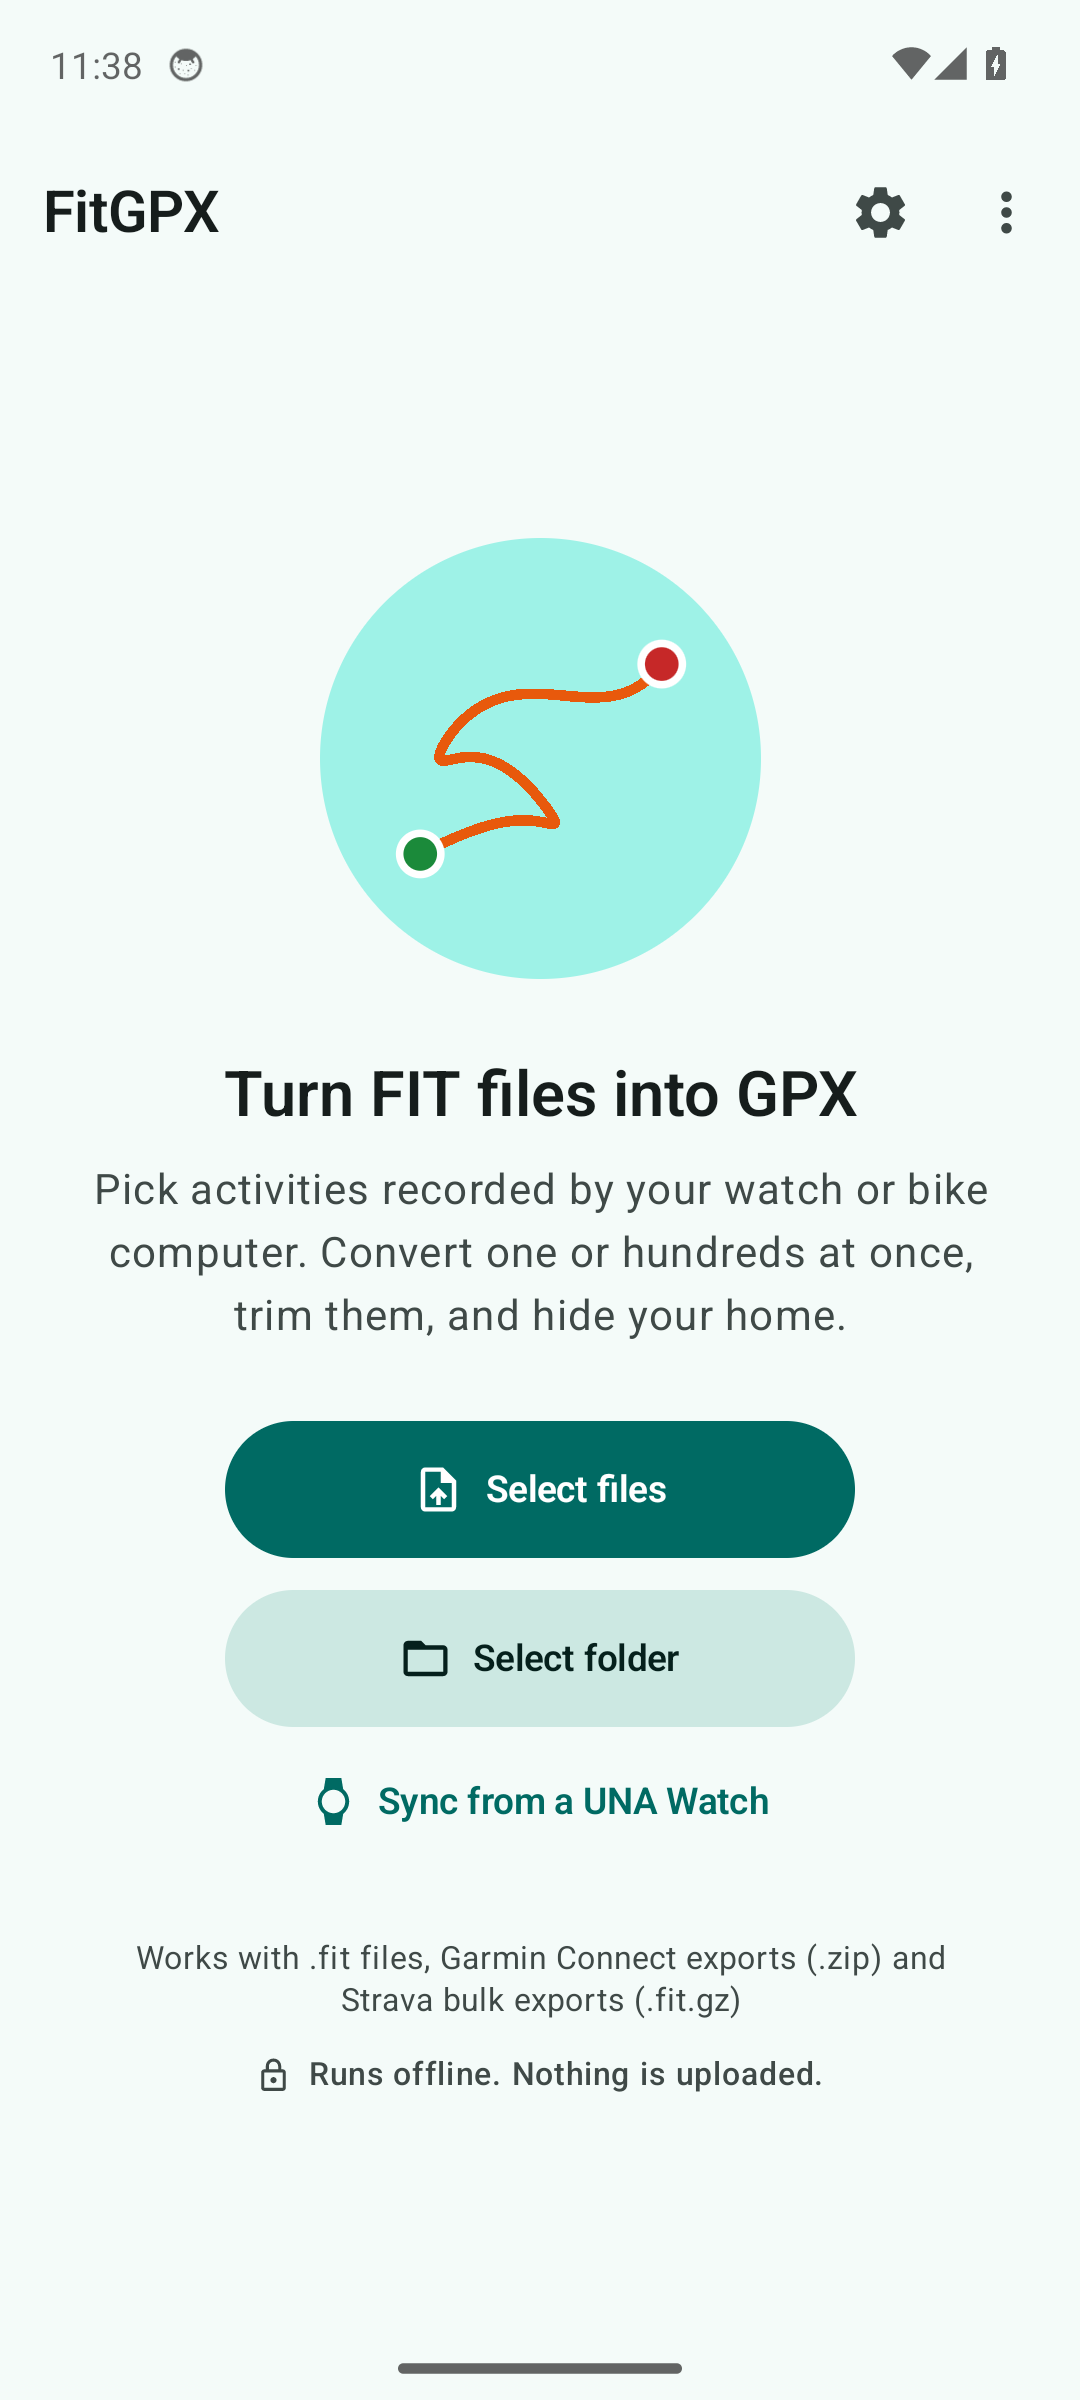 11:38
FitGPX
Turn FIT files into GPX
Pick activities recorded by your watch or bike
computer. Convert one or hundreds at once,
trim them, and hide your home.
Select files
Select folder
Sync from a UNA Watch
Works with .fit files, Garmin Connect exports (.zip) and
Strava bulk exports (.fit.gz)
Runs offline. Nothing is uploaded.